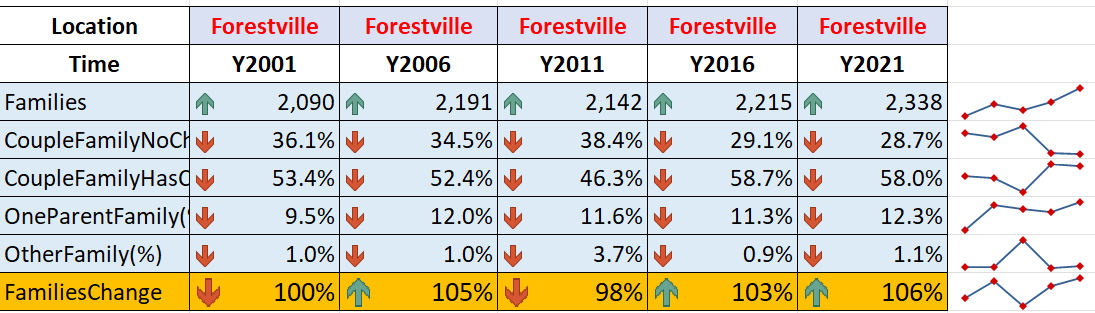 Location Forestville Forestville Forestville Forestville Forestville
Time Y2001 Y2006 Y2011 Y2016 Y2021
Families 2,090 2,191 2,142 2,215 2,338
CoupleFamilyNoCh 36.1% 34.5% 38.4% 29.1% 28.7%
CoupleFamilyHasC 53.4% 52.4% 46.3% 58.7% 58.0%
OneParentFamily(% 9.5% 12.0% 11.6% 11.3% 12.3%
OtherFamily(%) 1.0% 1.0% 3.7% 0.9% 1.1%
FamiliesChange 100% 105% 98% 103% 106%